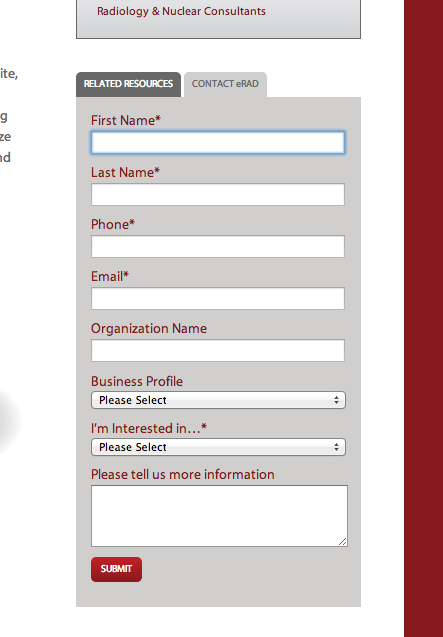 Radiology & Nuclear Consultants
ite,
g
ze
nd
RELATED RESOURCES
CONTACT eRAD
First Name*
Last Name*
Phone*
Email*
Organization Name
Business Profile
Please Select
I'm Interested in...*
Please Select
Please tell us more information
SUBMIT